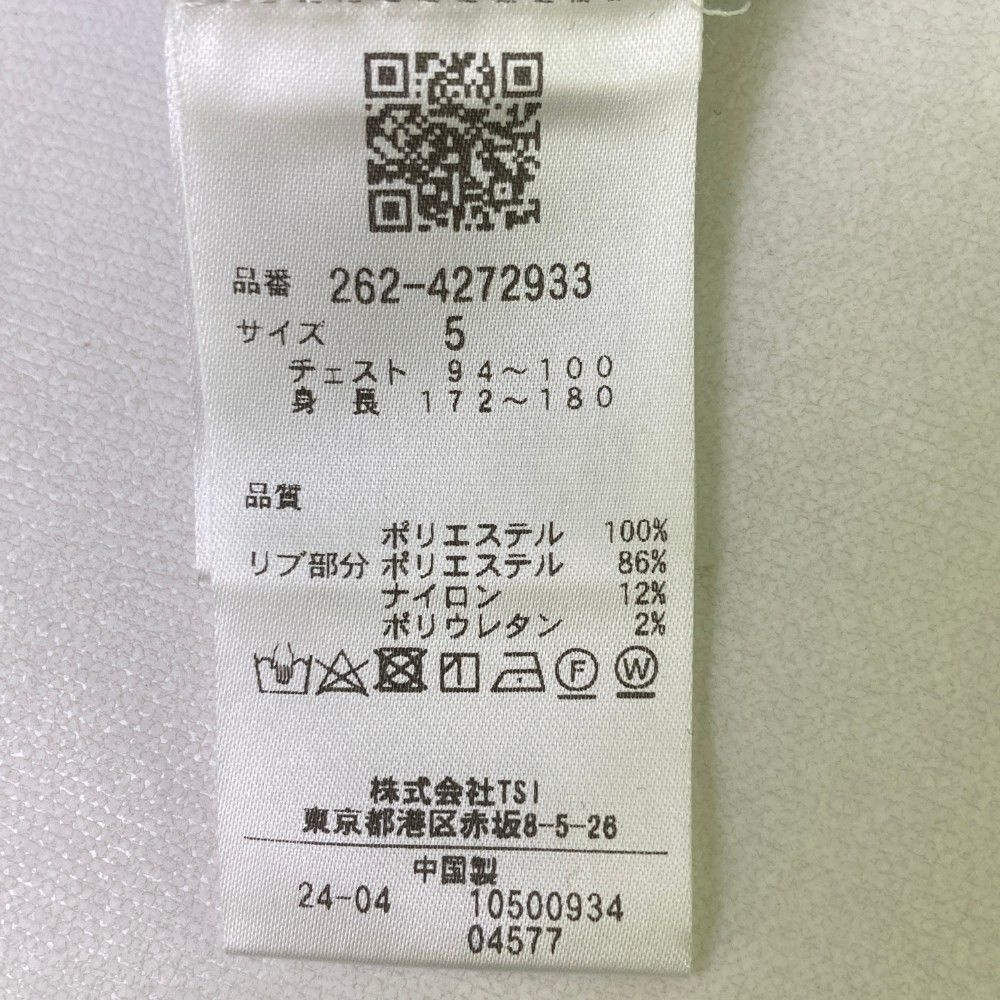 品番 262-4272933
サイズ 5
チェスト 94～100
身長 172～180
品質
ポリエステル 100%
リブ部分 ポリエステル 86%
ナイロン 12%
ポリウレタン 2%
F W
株式会社TSI
東京都港区赤坂8-5-26
中国製
24-04 10500934
04577